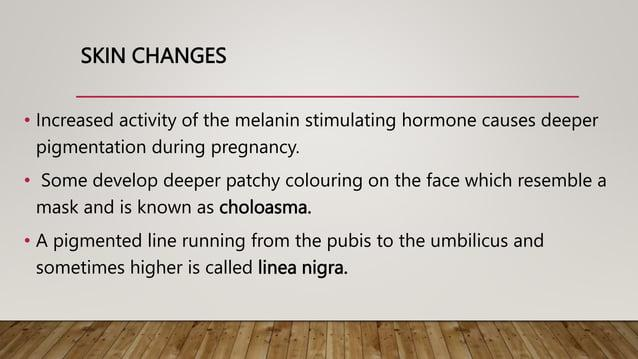 SKIN CHANGES
• Increased activity of the melanin stimulating hormone causes deeper
pigmentation during pregnancy.
• Some develop deeper patchy colouring on the face which resemble a
mask and is known as choloasma.
• A pigmented line running from the pubis to the umbilicus and
sometimes higher is called linea nigra.